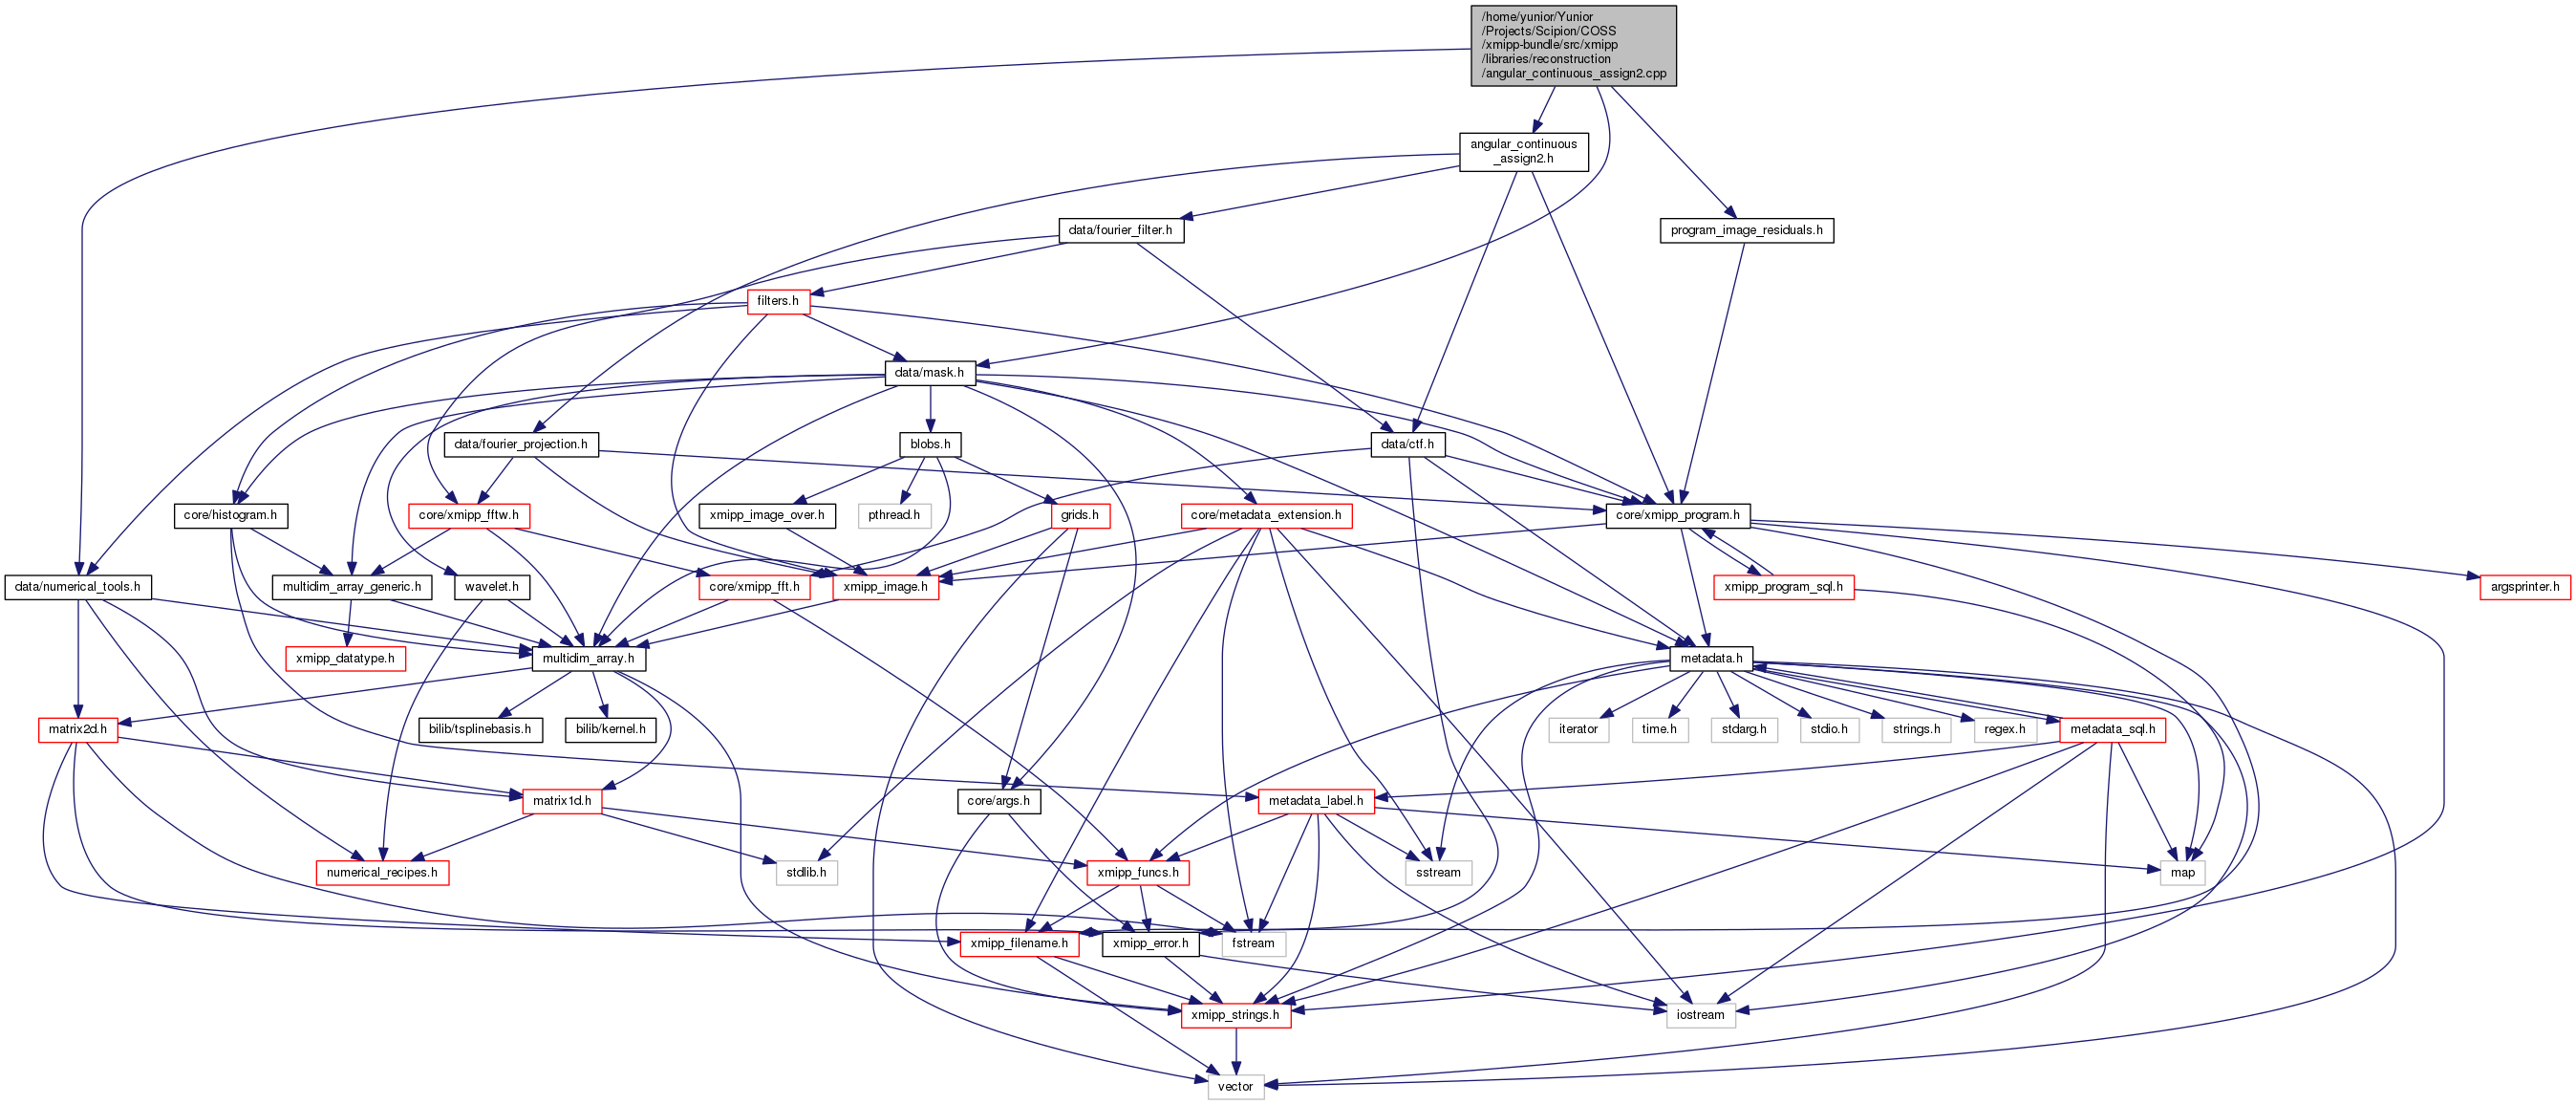 /home/yunior/Yunior
/Projects/Scipion/COSS
/xmipp-bundle/src/xmipp
/libraries/reconstruction
/angular_continuous_assign2.cpp
angular_continuous
_assign2.h
data/fourier_filter.h
program_image_residuals.h
filters.h
data/mask.h
data/fourier_projection.h
blobs.h
data/ctf.h
core/histogram.h
core/xmipp_fftw.h
xmipp_image_over.h
pthread.h
grids.h
core/metadata_extension.h
core/xmipp_program.h
data/numerical_tools.h
multidim_array_generic.h
wavelet.h
core/xmipp_fft.h
xmipp_image.h
xmipp_program_sql.h
argsprinter.h
xmipp_datatype.h
multidim_array.h
metadata.h
matrix2d.h
bilib/tsplinebasis.h
bilib/kernel.h
iterator
time.h
stdarg.h
stdio.h
strings.h
regex.h
metadata_sql.h
matrix1d.h
core/args.h
metadata_label.h
numerical_recipes.h
stdlib.h
xmipp_funcs.h
sstream
map
xmipp_filename.h
xmipp_error.h
fstream
xmipp_strings.h
iostream
vector